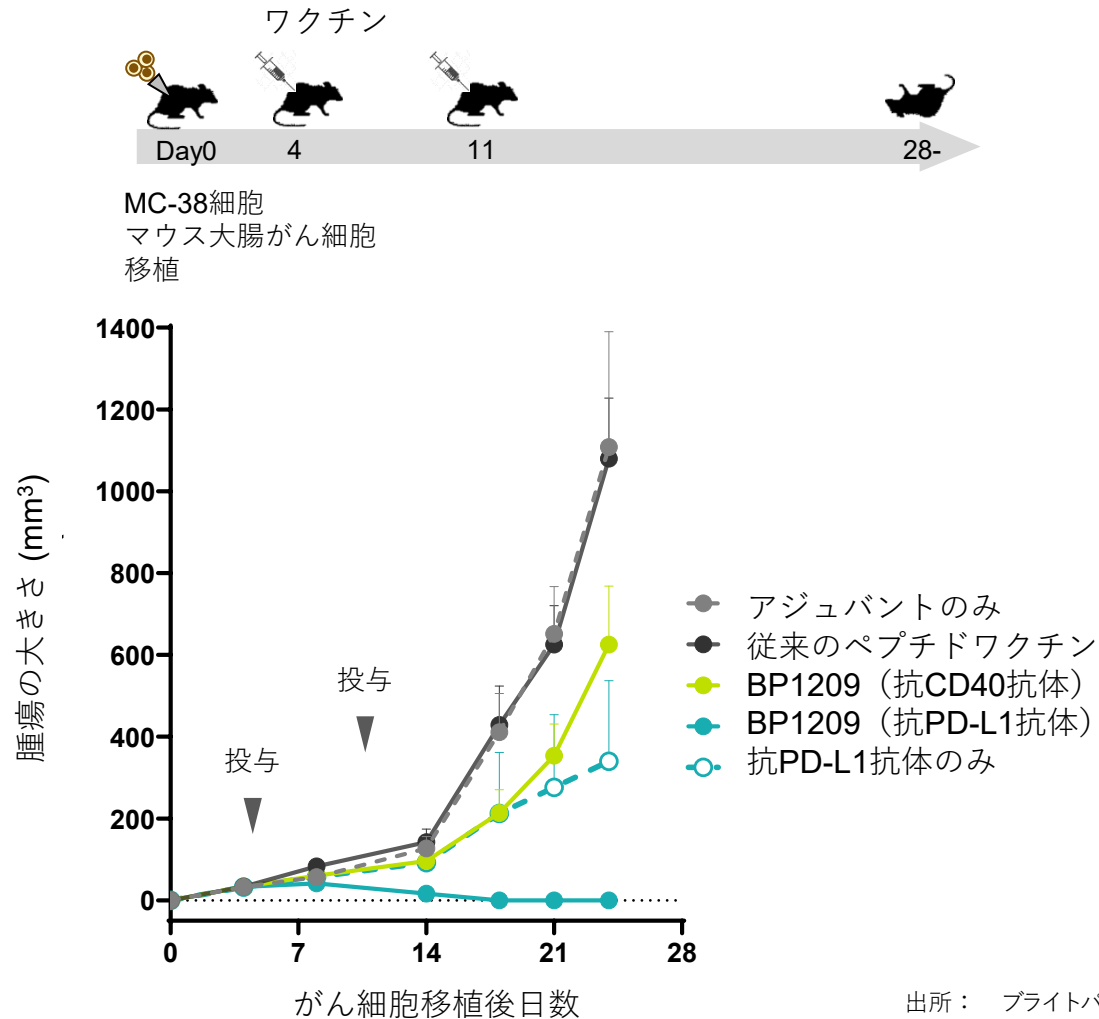 ワクチン
Day0 4 11 28-
MC-38細胞
マウス大腸がん細胞
移植
腫瘍の大きさ (mm³)
1400
1200
1000
800
600
400
200
0
投与
投与
0 7 14 21 28
がん細胞移植後日数
アジュバントのみ
従来のペプチドワクチン
BP1209（抗CD40抗体）
BP1209（抗PD-L1抗体）
抗PD-L1抗体のみ
出所： ブライトパ